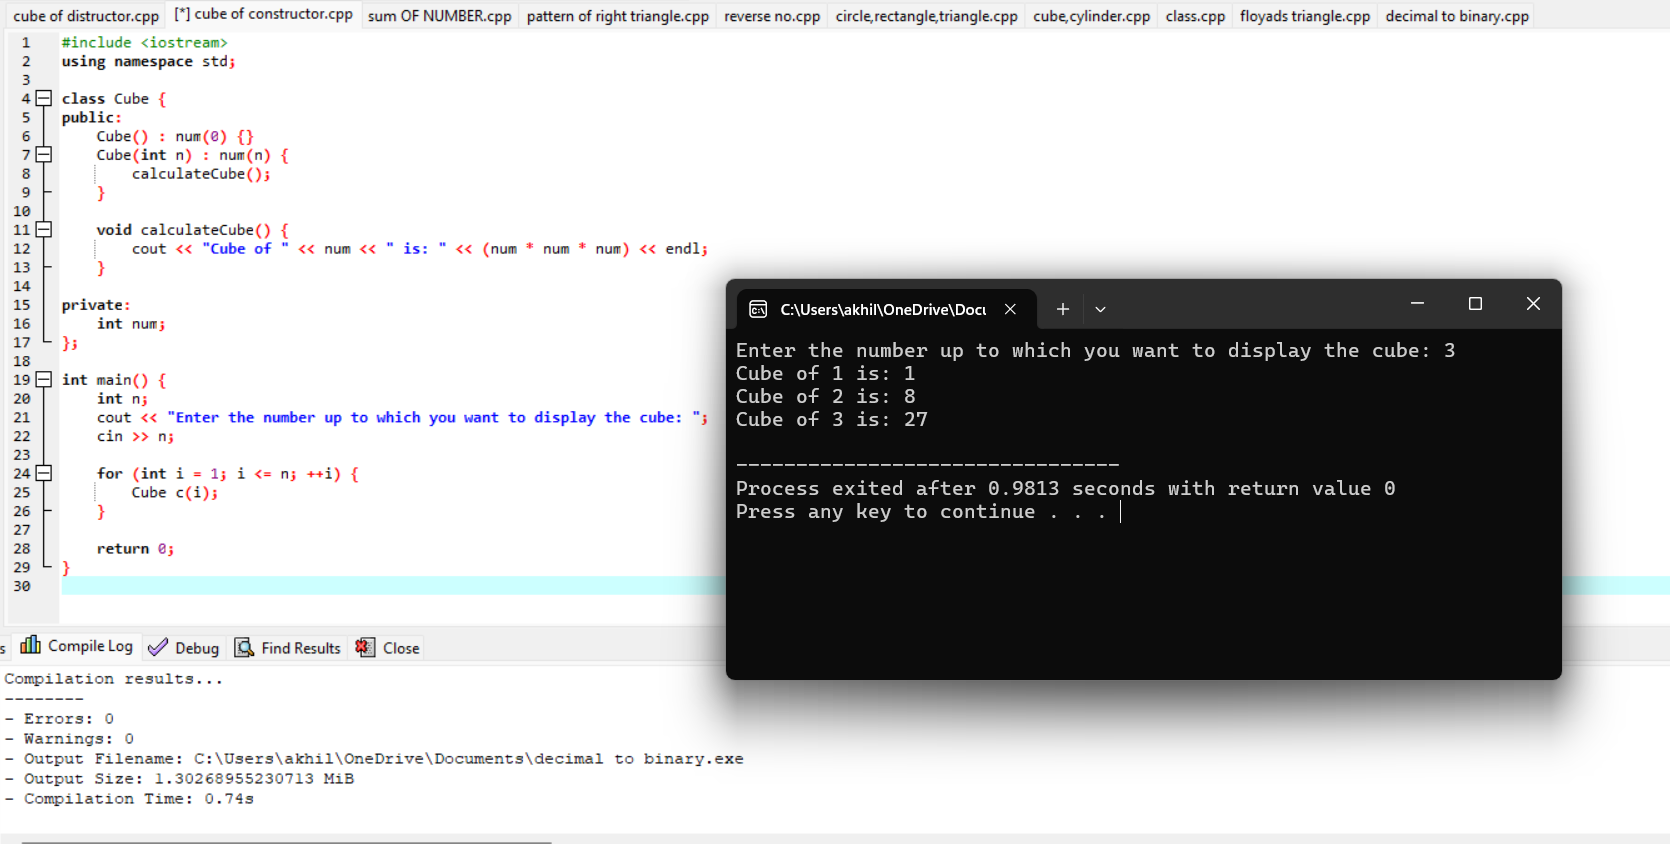 cube of distructor.cpp [*] cube of constructor.cpp sum OF NUMBER.cpp pattern of right triangle.cpp reverse no.cpp circle,rectangle,triangle.cpp cube,cylinder.cpp class.cpp floyads triangle.cpp decimal to binary.cpp
1 #include <iostream>
2 using namespace std;
3
4 class Cube {
5 public:
6 Cube() : num(0) {}
7 Cube(int n) : num(n) {
8 calculateCube();
9 }
10
11 void calculateCube() {
12 cout << "Cube of " << num << " is: " << (num * num * num) << endl;
13 }
14
15 private:
16 int num;
17 };
18
19 int main() {
20 int n;
21 cout << "Enter the number up to which you want to display the cube: ";
22 cin >> n;
23
24 for (int i = 1; i <= n; ++i) {
25 Cube c(i);
26 }
27
28 return 0;
29 }
30
C:\Users\akhil\OneDrive\Docu
Enter the number up to which you want to display the cube: 3
Cube of 1 is: 1
Cube of 2 is: 8
Cube of 3 is: 27
--------------------------------
Process exited after 0.9813 seconds with return value 0
Press any key to continue . . .
s Compile Log Debug Find Results Close
Compilation results...
--------
- Errors: 0
- Warnings: 0
- Output Filename: C:\Users\akhil\OneDrive\Documents\decimal to binary.exe
- Output Size: 1.30268955230713 MiB
- Compilation Time: 0.74s